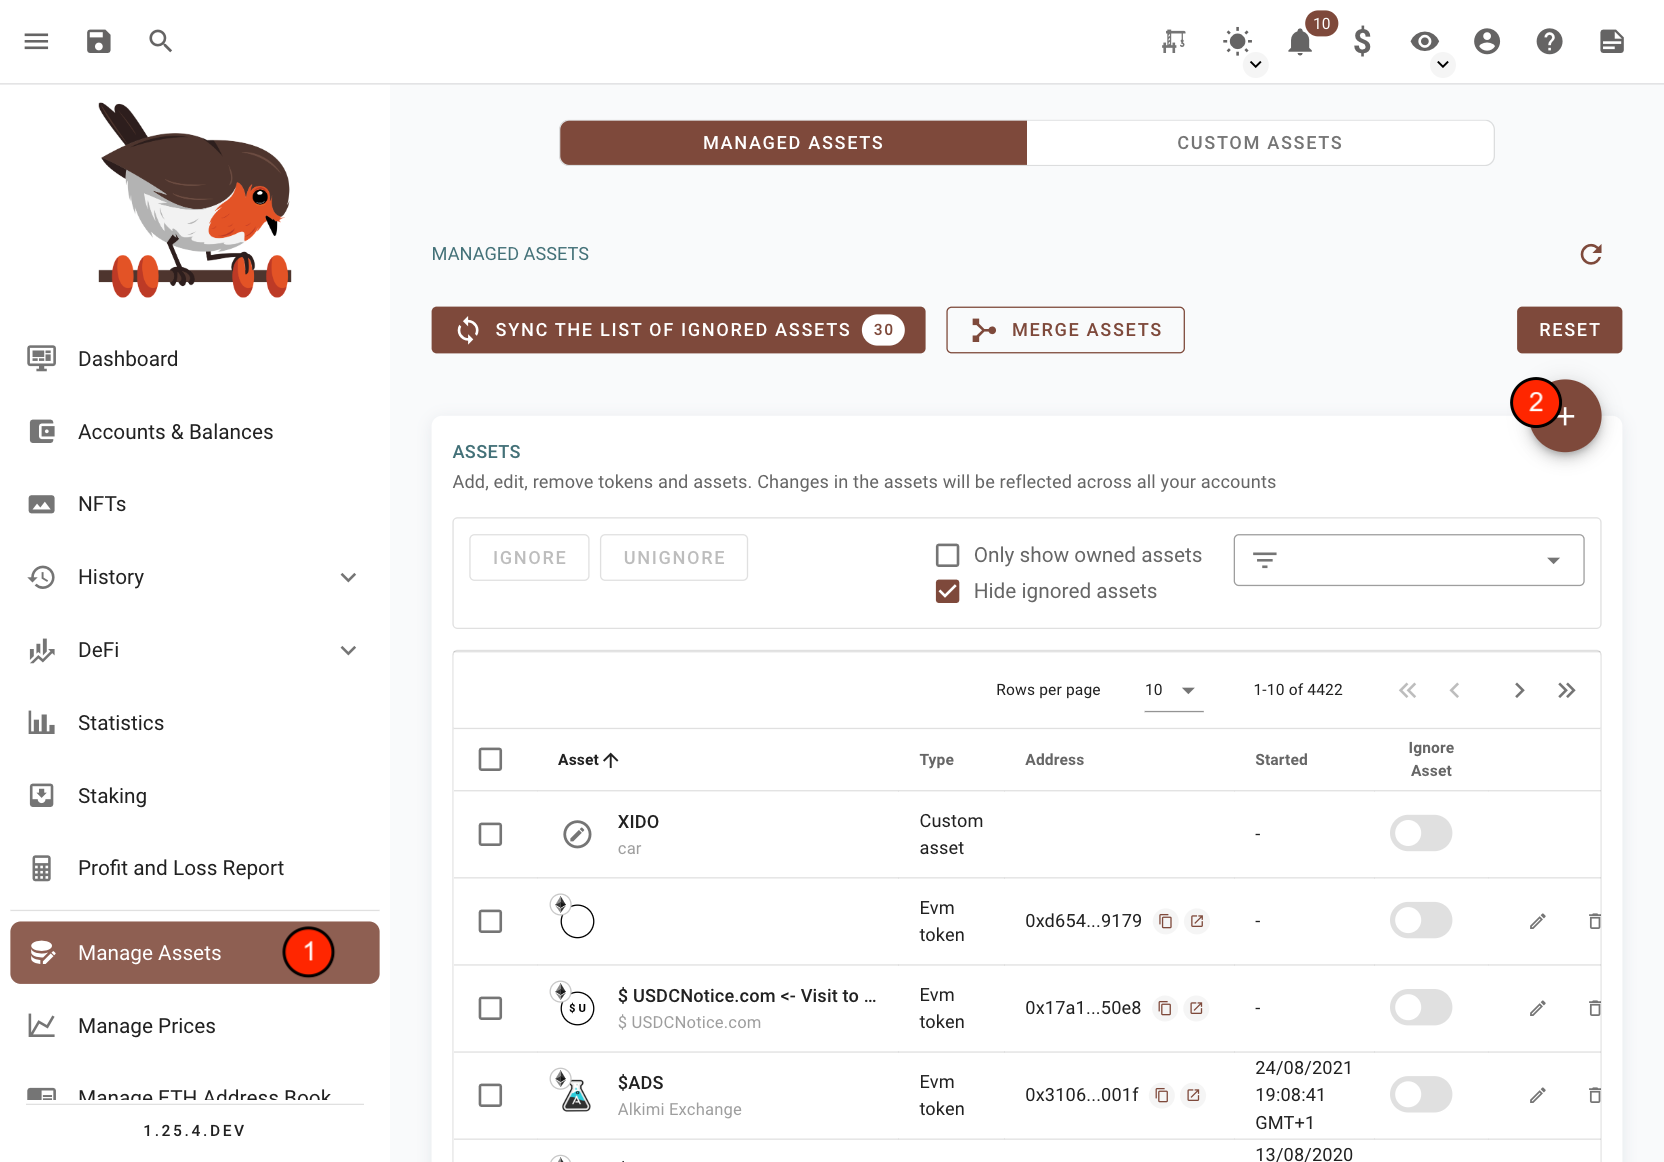 10
MANAGED ASSETS
CUSTOM ASSETS
MANAGED ASSETS
SYNC THE LIST OF IGNORED ASSETS 30
MERGE ASSETS
RESET
2
Dashboard
Accounts & Balances
NFTs
History
DeFi
Statistics
Staking
Profit and Loss Report
Manage Assets 1
Manage Prices
Manage ETH Address Book
1.25.4.DEV
ASSETS
Add, edit, remove tokens and assets. Changes in the assets will be reflected across all your accounts
IGNORE
UNIGNORE
Only show owned assets
Hide ignored assets
Rows per page 10 1-10 of 4422
Asset Type Address Started Ignore
Asset
XIDO
car
Custom
asset
-
Evm
token
0xd654...9179
-
$ U
$ USDCNotice.com <- Visit to ...
$ USDCNotice.com
Evm
token
0x17a1...50e8
-
$ADS
Alkimi Exchange
Evm
token
0x3106...001f
24/08/2021
19:08:41
GMT+1
13/08/2020